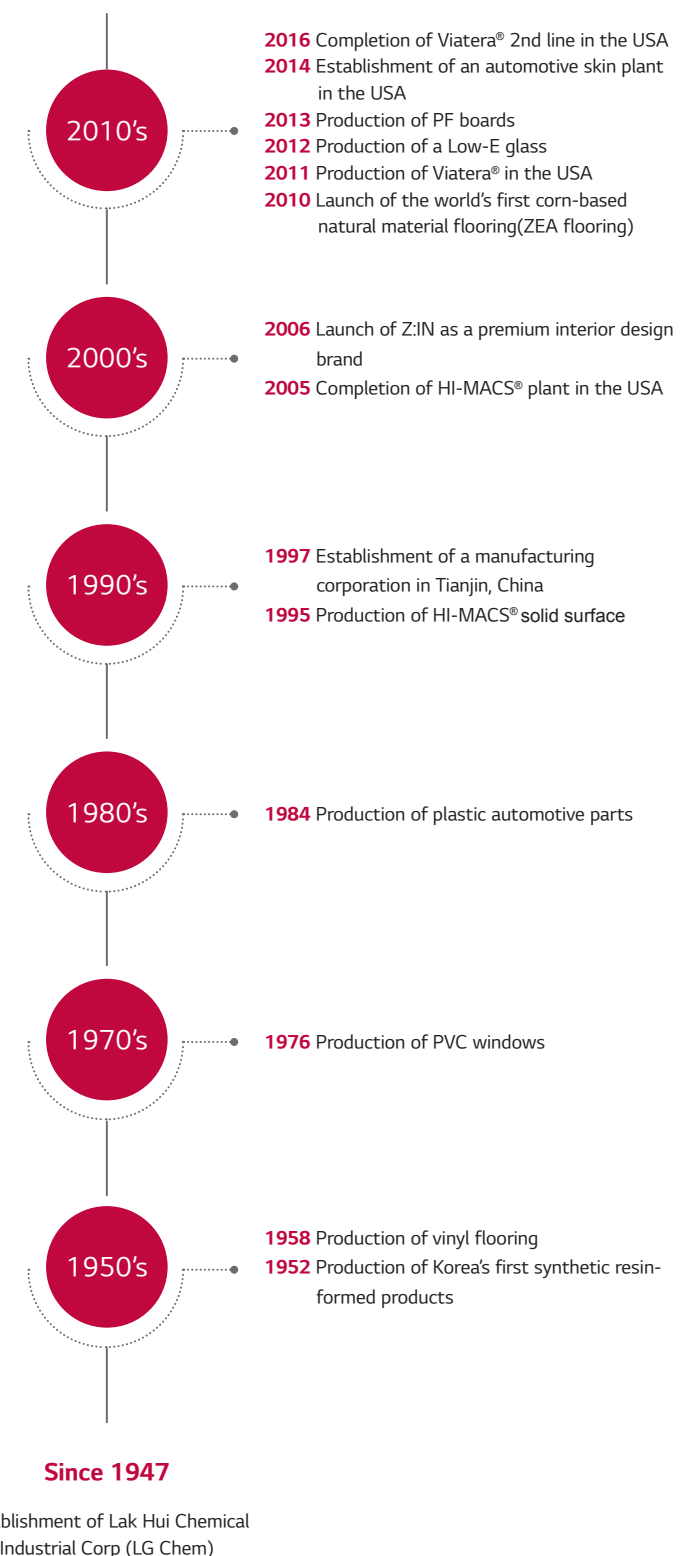 2010's
2016 Completion of Viatera® 2nd line in the USA
2014 Establishment of an automotive skin plant
in the USA
2013 Production of PF boards
2012 Production of a Low-E glass
2011 Production of Viatera® in the USA
2010 Launch of the world's first corn-based
natural material flooring(ZEA flooring)
2000's
2006 Launch of Z:IN as a premium interior design
brand
2005 Completion of HI-MACS® plant in the USA
1990's
1997 Establishment of a manufacturing
corporation in Tianjin, China
1995 Production of HI-MACS® solid surface
1980's
1984 Production of plastic automotive parts
1970's
1976 Production of PVC windows
1950's
1958 Production of vinyl flooring
1952 Production of Korea's first synthetic resin-
formed products
Since 1947
blishment of Lak Hui Chemical
Industrial Corp (LG Chem)